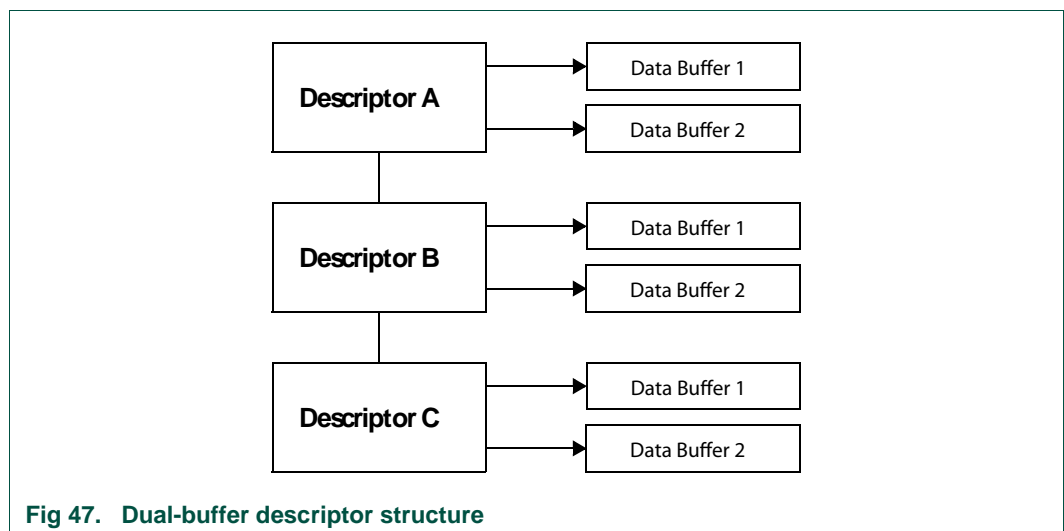 Descriptor A
Data Buffer 1
Data Buffer 2
Descriptor B
Data Buffer 1
Data Buffer 2
Descriptor C
Data Buffer 1
Data Buffer 2
Fig 47. Dual-buffer descriptor structure